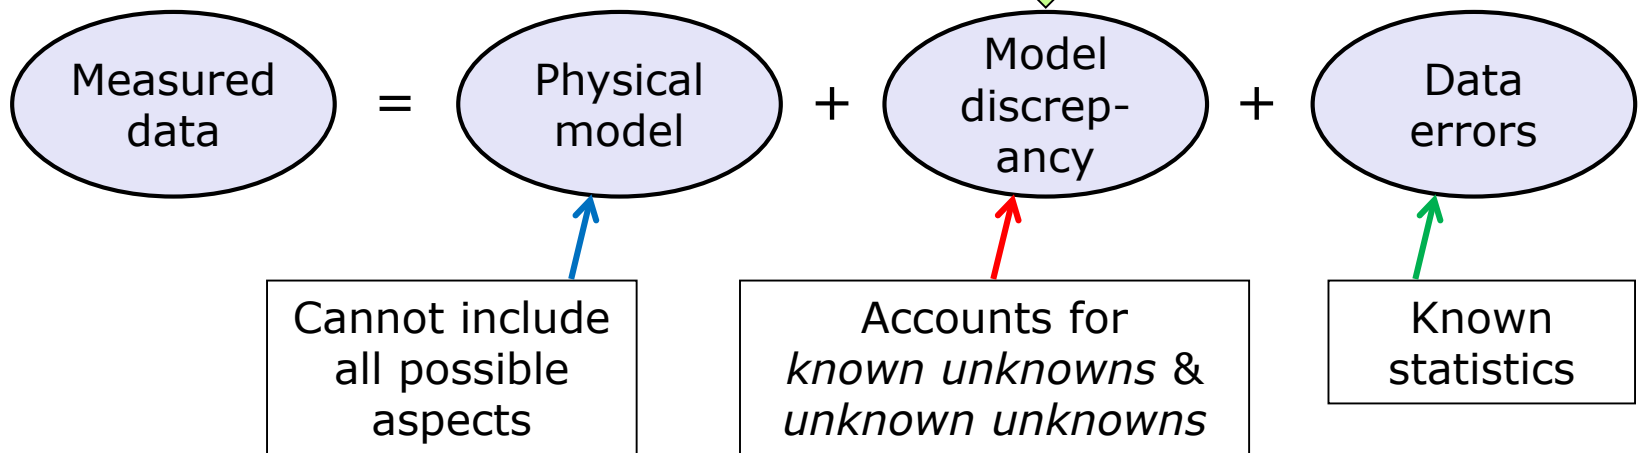 Measured
data
=
Physical
model
+
Model
discrep-
ancy
+
Data
errors
Cannot include
all possible
aspects
Accounts for
known unknowns &
unknown unknowns
Known
statistics